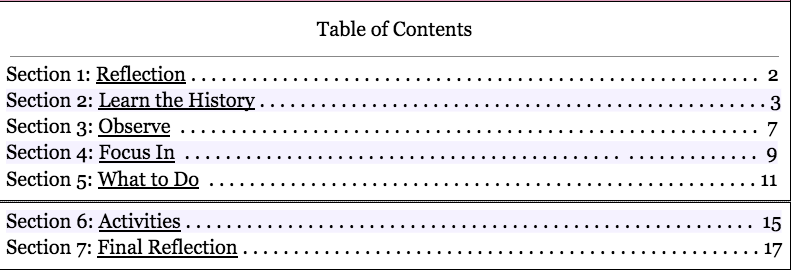 Table of Contents
Section 1: Reflection . . . . . . . . . . . . . . . . . . . . . . . . . . . . . . . . . . . . . . . . . . . . . . . . . . . . . . . . . . . . 2
Section 2: Learn the History . . . . . . . . . . . . . . . . . . . . . . . . . . . . . . . . . . . . . . . . . . . . . . . . . . . . . 3
Section 3: Observe . . . . . . . . . . . . . . . . . . . . . . . . . . . . . . . . . . . . . . . . . . . . . . . . . . . . . . . . . . . . . 7
Section 4: Focus In . . . . . . . . . . . . . . . . . . . . . . . . . . . . . . . . . . . . . . . . . . . . . . . . . . . . . . . . . . . . 9
Section 5: What to Do . . . . . . . . . . . . . . . . . . . . . . . . . . . . . . . . . . . . . . . . . . . . . . . . . . . . . . . . . . 11
Section 6: Activities . . . . . . . . . . . . . . . . . . . . . . . . . . . . . . . . . . . . . . . . . . . . . . . . . . . . . . . . . . . . 15
Section 7: Final Reflection . . . . . . . . . . . . . . . . . . . . . . . . . . . . . . . . . . . . . . . . . . . . . . . . . . . . . . 17